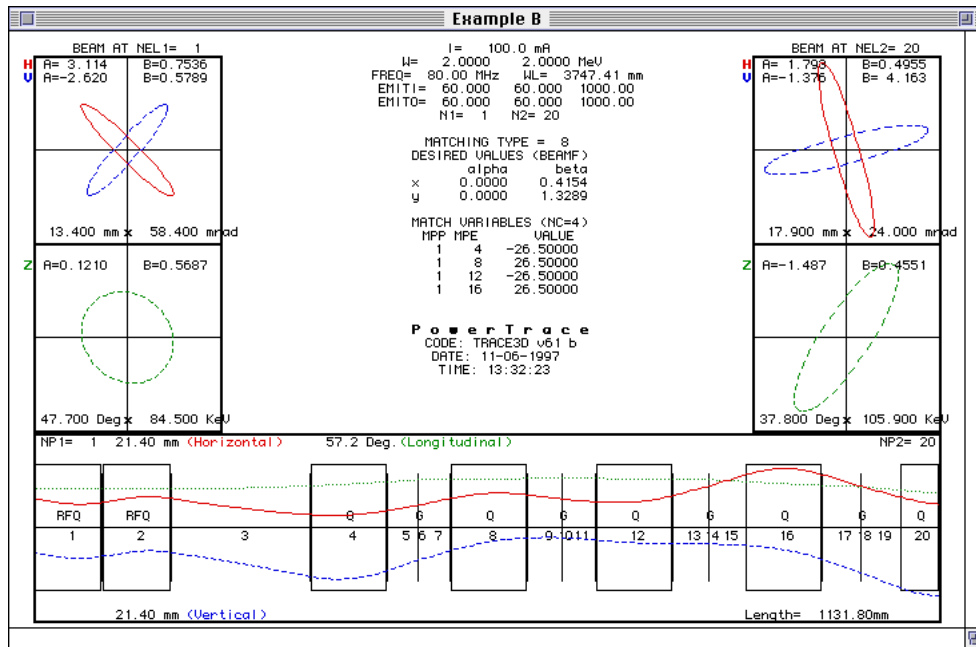 Example B
BEAM AT NEL1= 1
H A= 3.114 B=0.7536
V A=-2.620 B=0.5789
13.400 mm x 58.400 mrad
Z A=0.1210 B=0.5687
47.700 Deg x 84.500 KeV
I= 100.0 mA
W= 2.0000 2.0000 MeV
FREQ= 80.00 MHz WL= 3747.41 mm
EMITI= 60.000 60.000 1000.00
EMITO= 60.000 60.000 1000.00
N1= 1 N2= 20
MATCHING TYPE = 8
DESIRED VALUES (BEAMF)
alpha beta
x 0.0000 0.4154
y 0.0000 1.3289
MATCH VARIABLES (NC=4)
MPP MPE VALUE
1 4 -26.50000
1 8 26.50000
1 12 -26.50000
1 16 26.50000
PowerTrace
CODE: TRACE3D v61 b
DATE: 11-06-1997
TIME: 13:32:23
BEAM AT NEL2= 20
H A= 1.793 B=0.4955
V A=-1.376 B= 4.163
17.900 mm x 24.000 mrad
Z A=-1.487 B=0.4551
37.800 Deg x 105.900 KeV
NP1= 1 21.40 mm (Horizontal) 57.2 Deg. (Longitudinal) NP2= 20
RFQ RFQ Q G Q G Q G Q G Q
1 2 3 4 5 6 7 8 9 10 11 12 13 14 15 16 17 18 19 20
21.40 mm (Vertical) Length= 1131.80mm